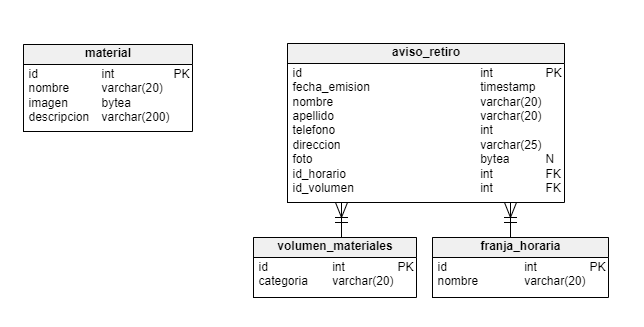 material
id int PK
nombre varchar(20)
imagen bytea
descripcion varchar(200)
aviso_retiro
id int PK
fecha_emision timestamp
nombre varchar(20)
apellido varchar(20)
telefono int
direccion varchar(25)
foto bytea N
id_horario int FK
id_volumen int FK
volumen_materiales
id int PK
categoria varchar(20)
franja_horaria
id int PK
nombre varchar(20)